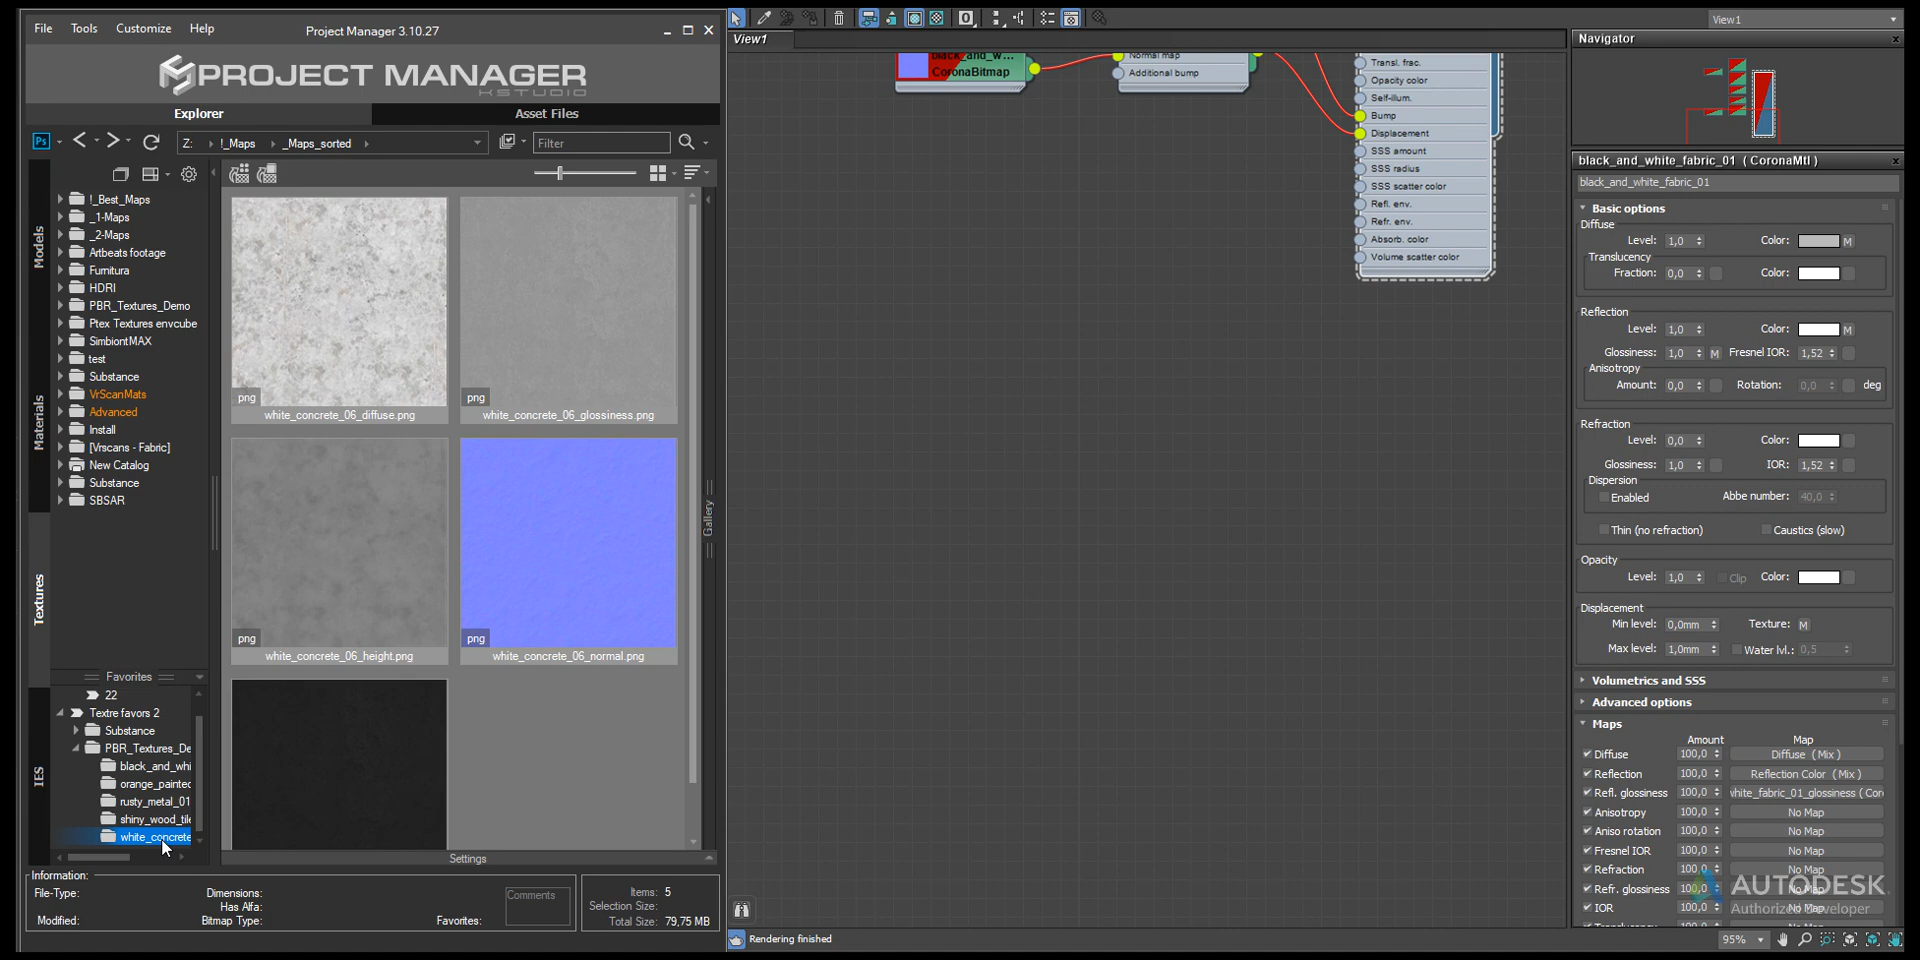 File Tools Customize Help
Project Manager 3.10.27
PROJECT MANAGER
KSTUDIO
Explorer
Asset Files
Ps
Z: !_Maps _Maps_sorted
Filter
Models
Materials
Textures
IES
!_Best_Maps
_1-Maps
_2-Maps
Artbeats footage
Furnitura
HDRI
PBR_Textures_Demo
Ptex Textures envcube
SimbiontMAX
test
Substance
VrScanMats
Advanced
Install
[Vrscans - Fabric]
New Catalog
Substance
SBSAR
Favorites
22
Textre favors 2
Substance
PBR_Textures_De
black_and_whi
orange_painted
rusty_metal_01
shiny_wood_tile
white_concrete
png
white_concrete_06_diffuse.png
png
white_concrete_06_glossiness.png
png
white_concrete_06_height.png
png
white_concrete_06_normal.png
Gallery
Settings
Information:
File-Type:
Dimensions:
Has Alfa:
Modified:
Bitmap Type:
Favorites:
Comments
Items: 5
Selection Size:
Total Size: 79,75 MB
View1
black_and_w...
CoronaBitmap
Normal map
Additional bump
Transl. frac.
Opacity color
Self-illum.
Bump
Displacement
SSS amount
SSS radius
SSS scatter color
Refl. env.
Refr. env.
Absorb. color
Volume scatter color
Rendering finished
View1
Navigator
black_and_white_fabric_01 ( CoronaMtl )
black_and_white_fabric_01
Basic options
Diffuse
Level: 1,0 Color: M
Translucency
Fraction: 0,0 Color:
Reflection
Level: 1,0 Color: M
Glossiness: 1,0 M Fresnel IOR: 1,52
Anisotropy
Amount: 0,0 Rotation: 0,0 deg
Refraction
Level: 0,0 Color:
Glossiness: 1,0 IOR: 1,52
Dispersion
Enabled Abbe number: 40,0
Thin (no refraction) Caustics (slow)
Opacity
Level: 1,0 Clip Color:
Displacement
Min level: 0,0mm Texture: M
Max level: 1,0mm Water lvl.: 0,5
Volumetrics and SSS
Advanced options
Maps
Amount Map
Diffuse 100,0 Diffuse ( Mix )
Reflection 100,0 Reflection Color ( Mix )
Refl. glossiness 100,0 white_fabric_01_glossiness ( Cor
Anisotropy 100,0 No Map
Aniso rotation 100,0 No Map
Fresnel IOR 100,0 No Map
Refraction 100,0 No Map
Refr. glossiness 100,0 No Map
IOR 100,0 No Map
AUTODESK
Authorized Developer
95%